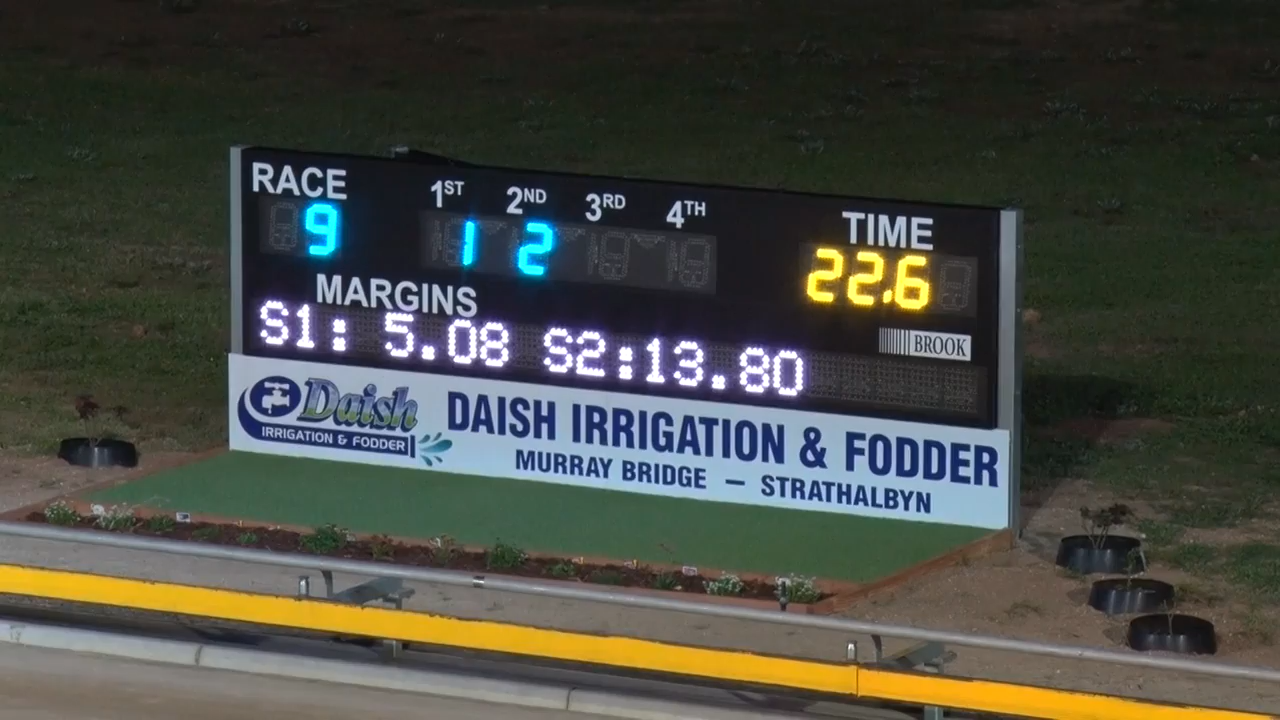 RACE 1ST 2ND 3RD 4TH TIME
9 1 2 22.6
MARGINS
S1: 5.08 S2:13.80
BROOK
Daish
IRRIGATION & FODDER
DAISH IRRIGATION & FODDER
MURRAY BRIDGE – STRATHALBYN